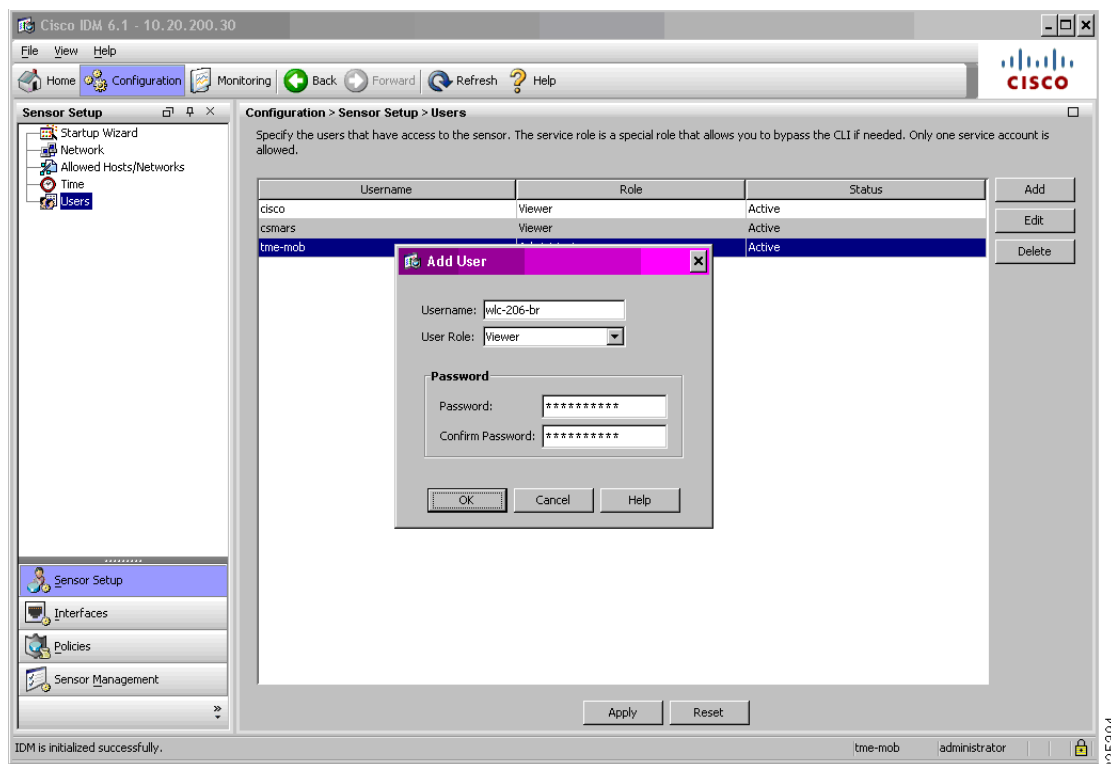 Cisco IDM 6.1 - 10.20.200.30
File View Help
Home Configuration Monitoring Back Forward Refresh Help
CISCO
Sensor Setup
Startup Wizard
Network
Allowed Hosts/Networks
Time
Users
Configuration > Sensor Setup > Users
Specify the users that have access to the sensor. The service role is a special role that allows you to bypass the CLI if needed. Only one service account is
allowed.
Username Role Status
cisco Viewer Active
csmars Viewer Active
tme-mob Active
Add
Edit
Delete
Add User
Username: wlc-206-br
User Role: Viewer
Password
Password: **********
Confirm Password: **********
OK Cancel Help
Sensor Setup
Interfaces
Policies
Sensor Management
Apply Reset
IDM is initialized successfully.
tme-mob administrator